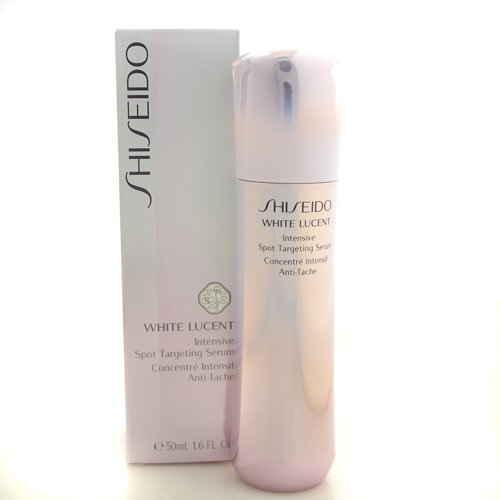 SHISEIDO
WHITE LUCENT
Intensive
Spot Targeting Serum
Concentré Intensif
Anti-Tache
℮ 50mL 1.6 FL. OZ
SHISEIDO
WHITE LUCENT
Intensive
Spot Targeting Serum
Concentré Intensif
Anti-Tache